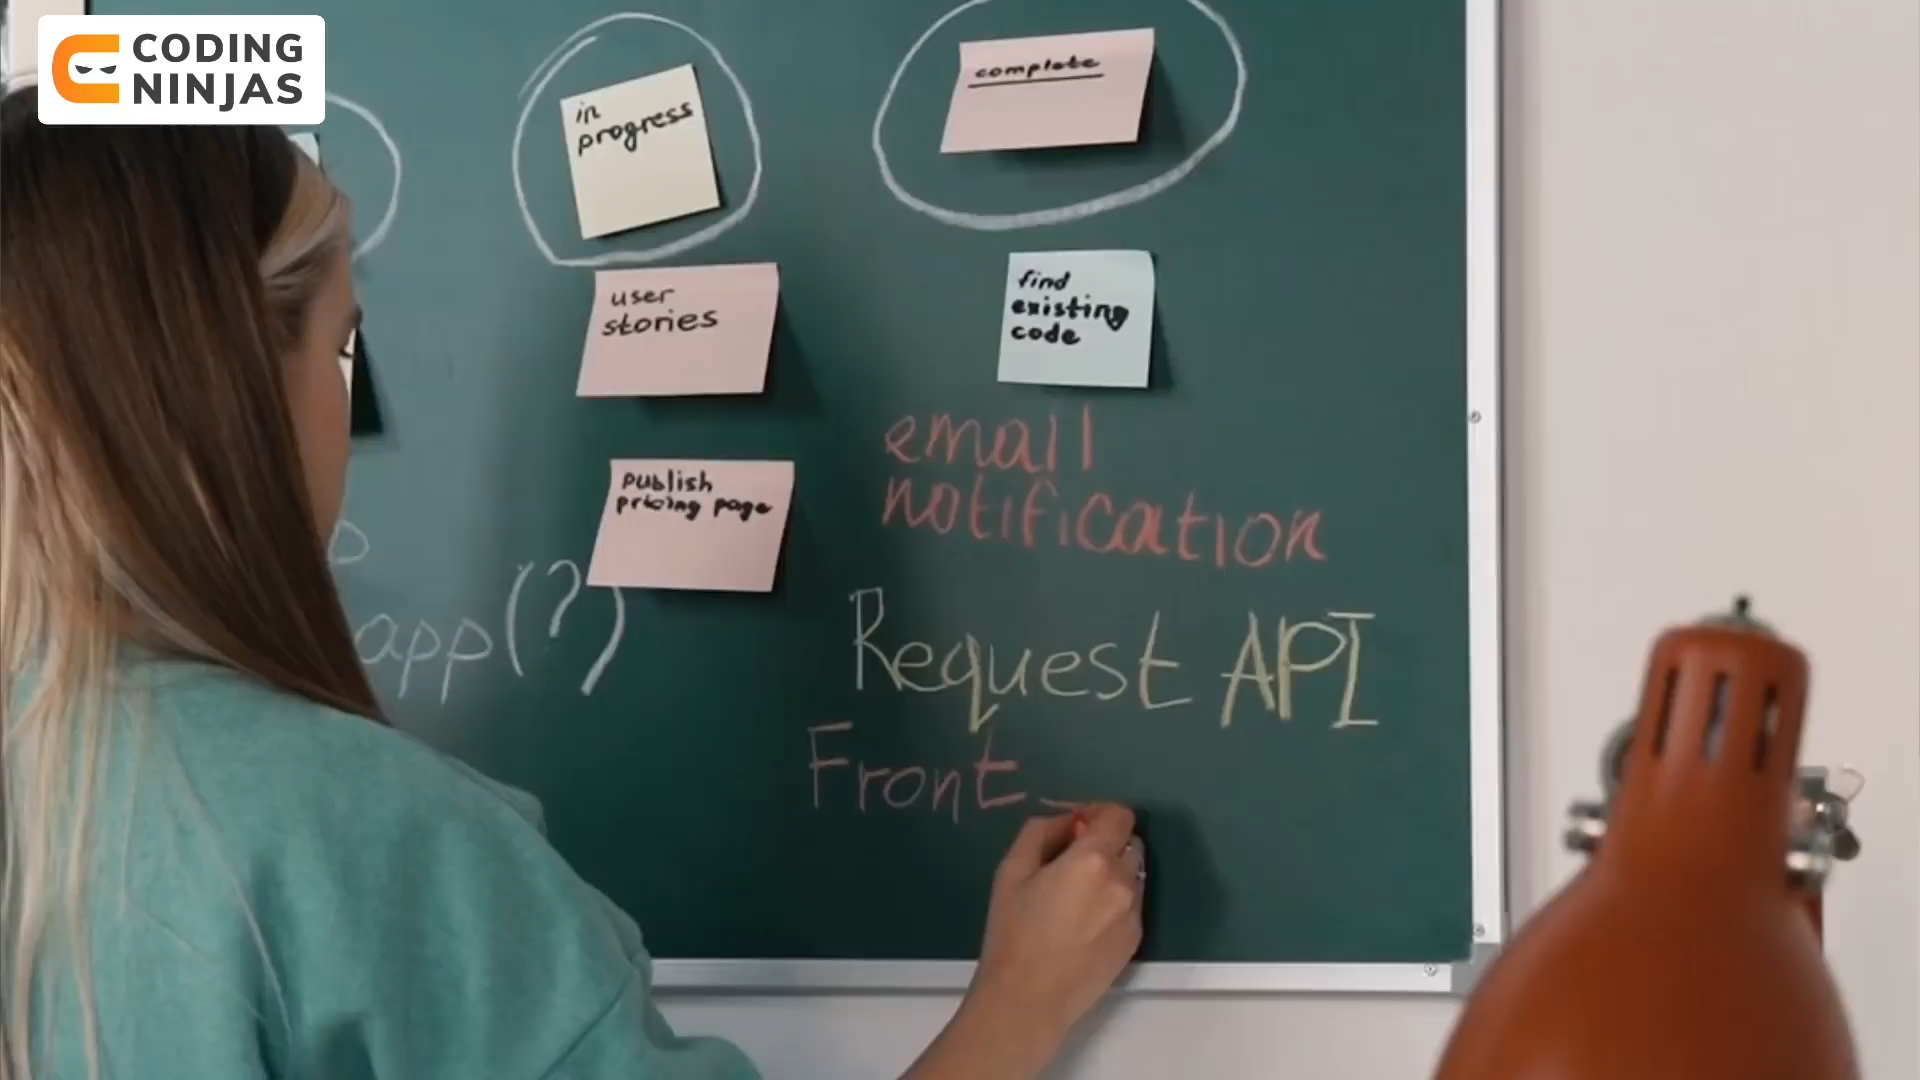 CODING
NINJAS
in
progress
complete
user
stories
find
existing
code
publish
pricing page
email
notification
app(?)
Request API
Front